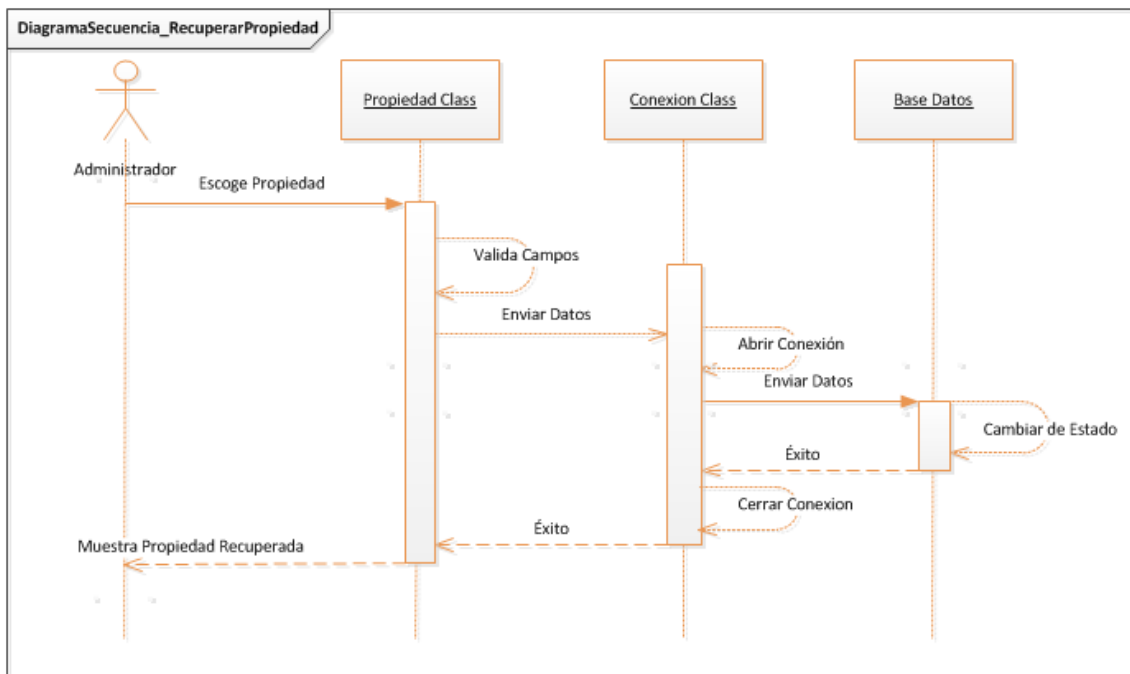 DiagramaSecuencia_RecuperarPropiedad
Propiedad Class
Conexion Class
Base Datos
Administrador
Escoge Propiedad
Valida Campos
Enviar Datos
Abrir Conexión
Enviar Datos
Cambiar de Estado
Éxito
Cerrar Conexion
Éxito
Muestra Propiedad Recuperada